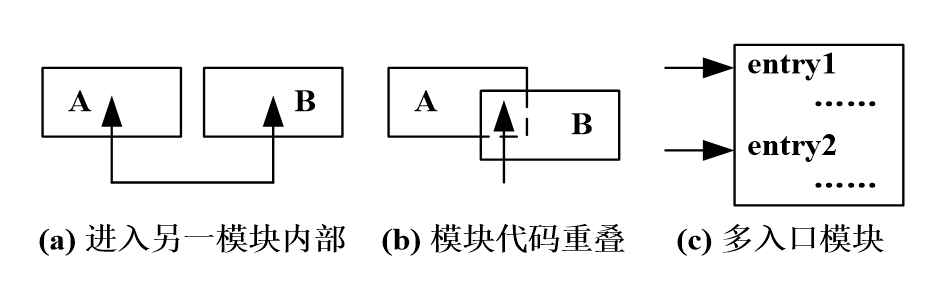 A
B
(a) 进入另一模块内部
A
B
(b) 模块代码重叠
entry1
……
entry2
……
(c) 多入口模块